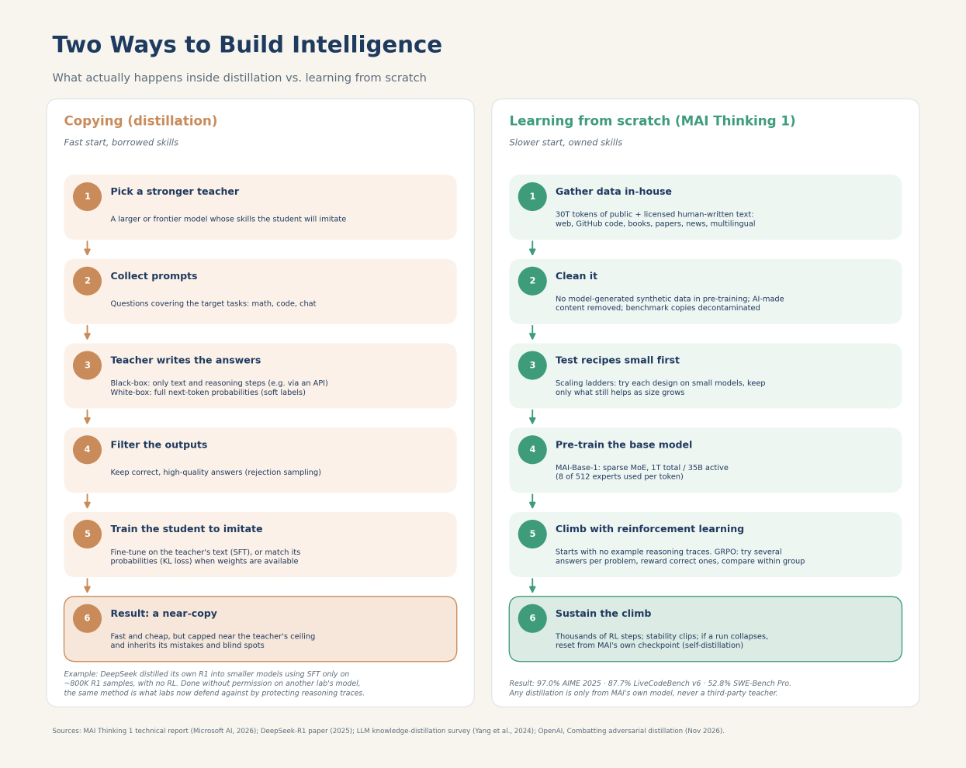 Two Ways to Build Intelligence
What actually happens inside distillation vs. learning from scratch
Copying (distillation)
Fast start, borrowed skills
1
Pick a stronger teacher
A larger or frontier model whose skills the student will imitate
2
Collect prompts
Questions covering the target tasks: math, code, chat
3
Teacher writes the answers
Black-box: only text and reasoning steps (e.g. via an API)
White-box: full next-token probabilities (soft labels)
4
Filter the outputs
Keep correct, high-quality answers (rejection sampling)
5
Train the student to imitate
Fine-tune on the teacher's text (SFT), or match its
probabilities (KL loss) when weights are available
6
Result: a near-copy
Fast and cheap, but capped near the teacher's ceiling
and inherits its mistakes and blind spots
Example: DeepSeek distilled its own R1 into smaller models using SFT only on
~800K R1 samples, with no RL. Done without permission on another lab's model,
the same method is what labs now defend against by protecting reasoning traces.
Learning from scratch (MAI Thinking 1)
Slower start, owned skills
1
Gather data in-house
30T tokens of public + licensed human-written text:
web, GitHub code, books, papers, news, multilingual
2
Clean it
No model-generated synthetic data in pre-training; AI-made
content removed; benchmark copies decontaminated
3
Test recipes small first
Scaling ladders: try each design on small models, keep
only what still helps as size grows
4
Pre-train the base model
MAI-Base-1: sparse MoE, 1T total / 35B active
(8 of 512 experts used per token)
5
Climb with reinforcement learning
Starts with no example reasoning traces. GRPO: try several
answers per problem, reward correct ones, compare within group
6
Sustain the climb
Thousands of RL steps; stability clips; if a run collapses,
reset from MAI's own checkpoint (self-distillation)
Result: 97.0% AIME 2025 · 87.7% LiveCodeBench v6 · 52.8% SWE-Bench Pro.
Any distillation is only from MAI's own model, never a third-party teacher.
Sources: MAI Thinking 1 technical report (Microsoft AI, 2026); DeepSeek-R1 paper (2025); LLM knowledge-distillation survey (Yang et al., 2024); OpenAI, Combatting adversarial distillation (Nov 2026).